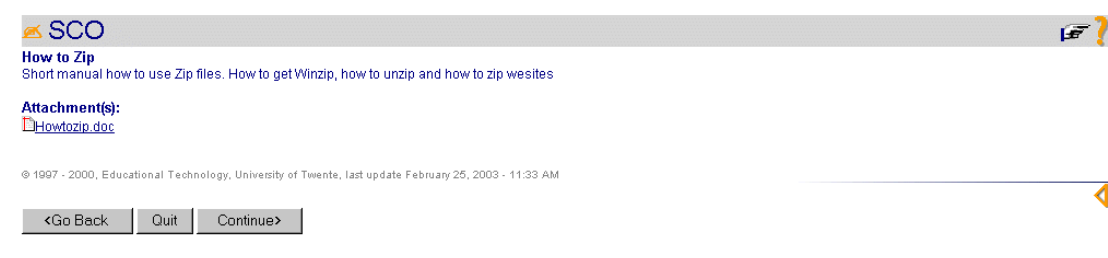 SCO
How to Zip
Short manual how to use Zip files. How to get Winzip, how to unzip and how to zip wesites
Attachment(s):
Howtozip.doc
© 1997 - 2000, Educational Technology, University of Twente, last update February 25, 2003 - 11:33 AM
<Go Back Quit Continue>